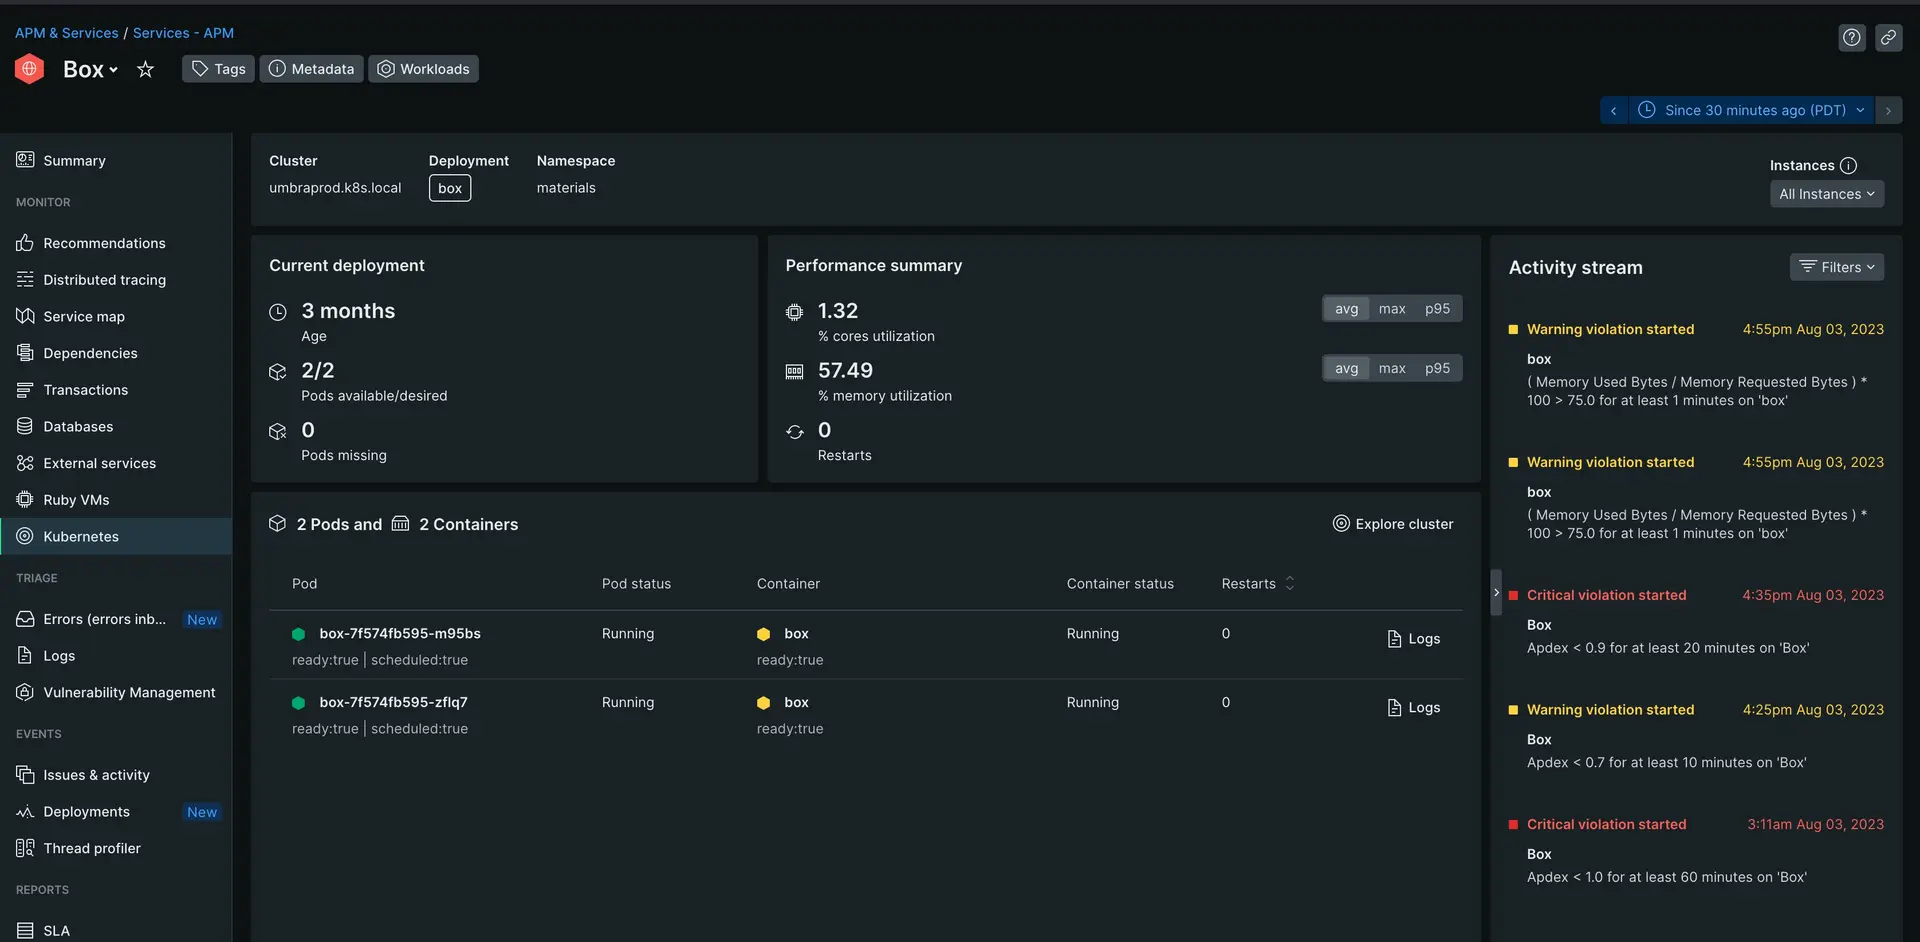 APM & Services / Services - APM
Box
Tags
Metadata
Workloads
Since 30 minutes ago (PDT)
Summary
MONITOR
Recommendations
Distributed tracing
Service map
Dependencies
Transactions
Databases
External services
Ruby VMs
Kubernetes
TRIAGE
Errors (errors inb... New
Logs
Vulnerability Management
EVENTS
Issues & activity
Deployments New
Thread profiler
REPORTS
SLA
Cluster
umbraprod.k8s.local
Deployment
box
Namespace
materials
Instances
All Instances
Current deployment
3 months
Age
2/2
Pods available/desired
0
Pods missing
Performance summary
1.32
% cores utilization
avg max p95
57.49
% memory utilization
avg max p95
0
Restarts
2 Pods and 2 Containers
Explore cluster
Pod Pod status Container Container status Restarts
box-7f574fb595-m95bs Running box Running 0 Logs
ready:true | scheduled:true ready:true
box-7f574fb595-zflq7 Running box Running 0 Logs
ready:true | scheduled:true ready:true
Activity stream
Filters
Warning violation started 4:55pm Aug 03, 2023
box
( Memory Used Bytes / Memory Requested Bytes ) *
100 > 75.0 for at least 1 minutes on 'box'
Warning violation started 4:55pm Aug 03, 2023
box
( Memory Used Bytes / Memory Requested Bytes ) *
100 > 75.0 for at least 1 minutes on 'box'
Critical violation started 4:35pm Aug 03, 2023
Box
Apdex < 0.9 for at least 20 minutes on 'Box'
Warning violation started 4:25pm Aug 03, 2023
Box
Apdex < 0.7 for at least 10 minutes on 'Box'
Critical violation started 3:11am Aug 03, 2023
Box
Apdex < 1.0 for at least 60 minutes on 'Box'